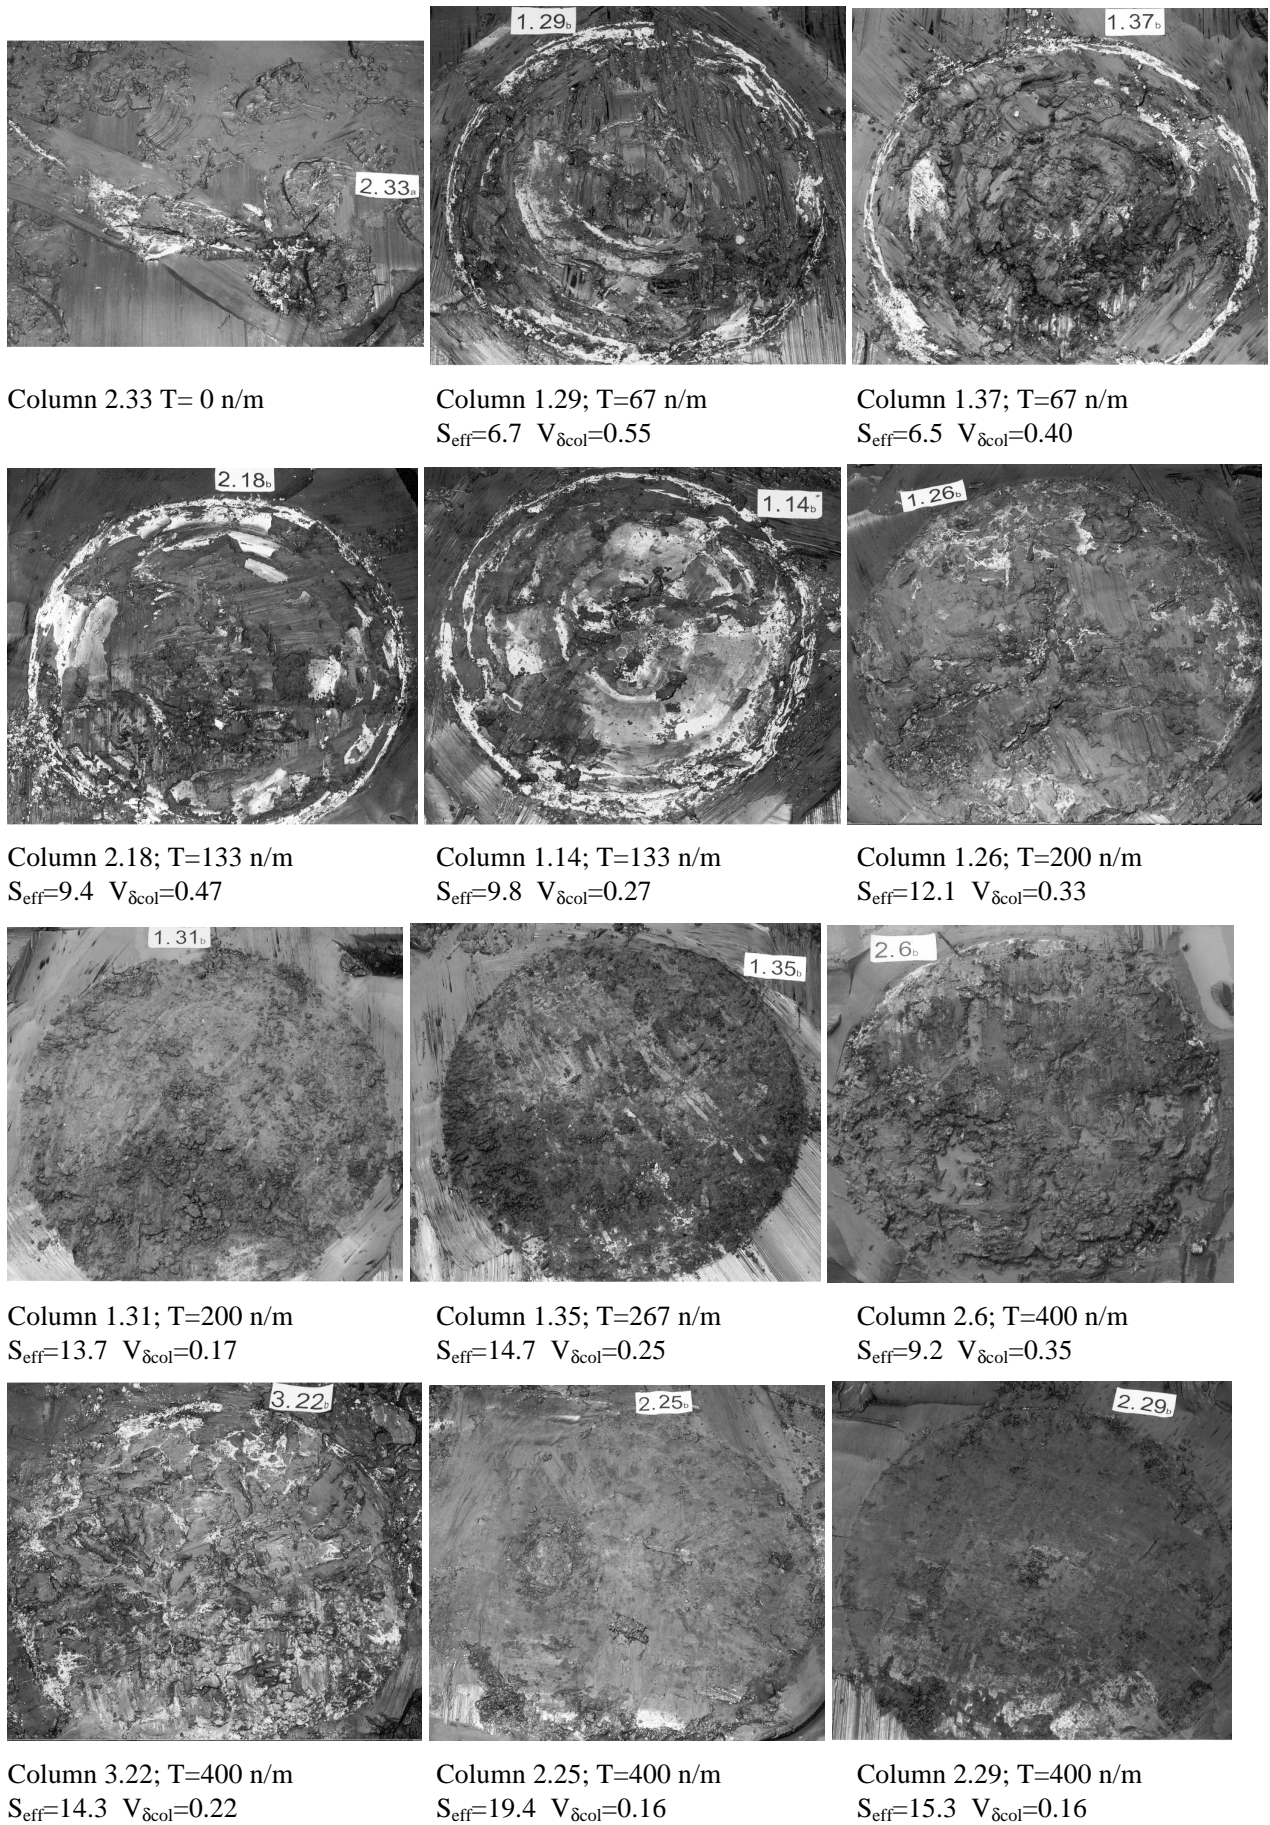 1.29b
1.37b
2.33a
Column 2.33 T= 0 n/m
Column 1.29; T=67 n/m
Seff=6.7 Vδcol=0.55
Column 1.37; T=67 n/m
Seff=6.5 Vδcol=0.40
2.18b
1.14b
1.26b
Column 2.18; T=133 n/m
Seff=9.4 Vδcol=0.47
Column 1.14; T=133 n/m
Seff=9.8 Vδcol=0.27
Column 1.26; T=200 n/m
Seff=12.1 Vδcol=0.33
1.31b
1.35b
2.6b
Column 1.31; T=200 n/m
Seff=13.7 Vδcol=0.17
Column 1.35; T=267 n/m
Seff=14.7 Vδcol=0.25
Column 2.6; T=400 n/m
Seff=9.2 Vδcol=0.35
3.22b
2.25b
2.29b
Column 3.22; T=400 n/m
Seff=14.3 Vδcol=0.22
Column 2.25; T=400 n/m
Seff=19.4 Vδcol=0.16
Column 2.29; T=400 n/m
Seff=15.3 Vδcol=0.16